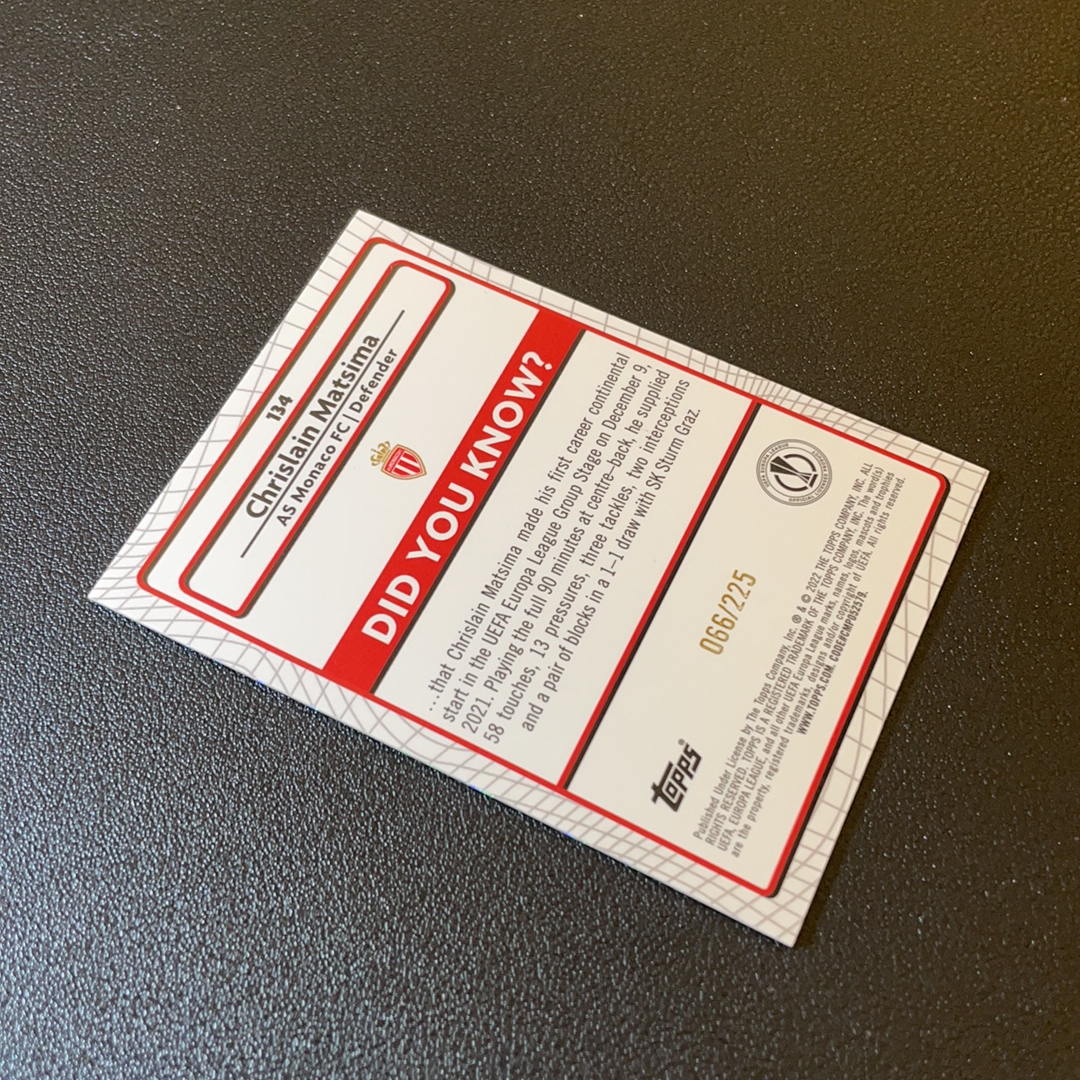 134
Chrislain Matsima
AS Monaco FC | Defender
DID YOU KNOW?
...that Chrislain Matsima made his first career continental
start in the UEFA Europa League Group Stage on December 9,
2021. Playing the full 90 minutes at centre-back, he supplied
58 touches, 13 pressures, three tackles, two interceptions
and a pair of blocks in a 1-1 draw with SK Sturm Graz.
066/225
topps®
Published Under License by The Topps Company, Inc. ® & © 2022 THE TOPPS COMPANY, INC. ALL
RIGHTS RESERVED. TOPPS IS A REGISTERED TRADEMARK OF THE TOPPS COMPANY, INC. The word(s)
UEFA, EUROPA LEAGUE, and all other UEFA Europa League marks, names, logos, mascots and trophies
are the property, registered trademarks, designs and/or copyright of UEFA. All rights reserved.
WWW.TOPPS.COM. CODE#CMP052579.